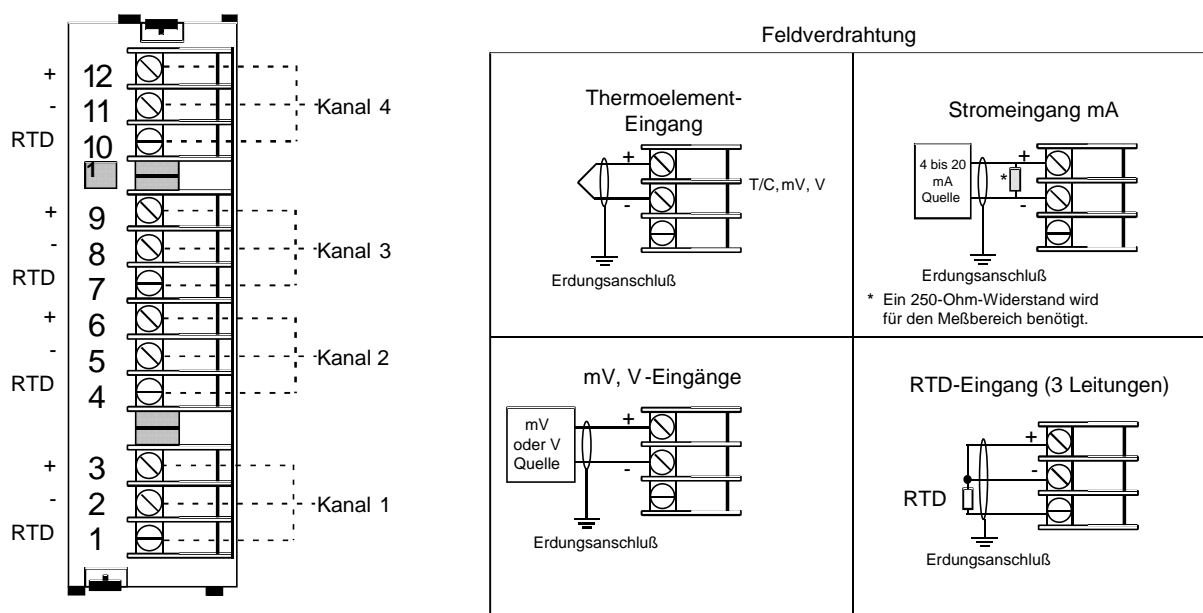 + 12
- 11 Kanal 4
RTD 10
1
+ 9
- 8 Kanal 3
RTD 7
+ 6
- 5 Kanal 2
RTD 4
+ 3
- 2 Kanal 1
RTD 1
Feldverdrahtung
Thermoelement-
Eingang
+
T/C, mV, V
-
Erdungsanschluß
Stromeingang mA
4 bis 20
mA
Quelle
+
*
-
Erdungsanschluß
* Ein 250-Ohm-Widerstand wird
für den Meßbereich benötigt.
mV, V-Eingänge
mV
oder V
Quelle
+
-
Erdungsanschluß
RTD-Eingang (3 Leitungen)
+
-
RTD
Erdungsanschluß